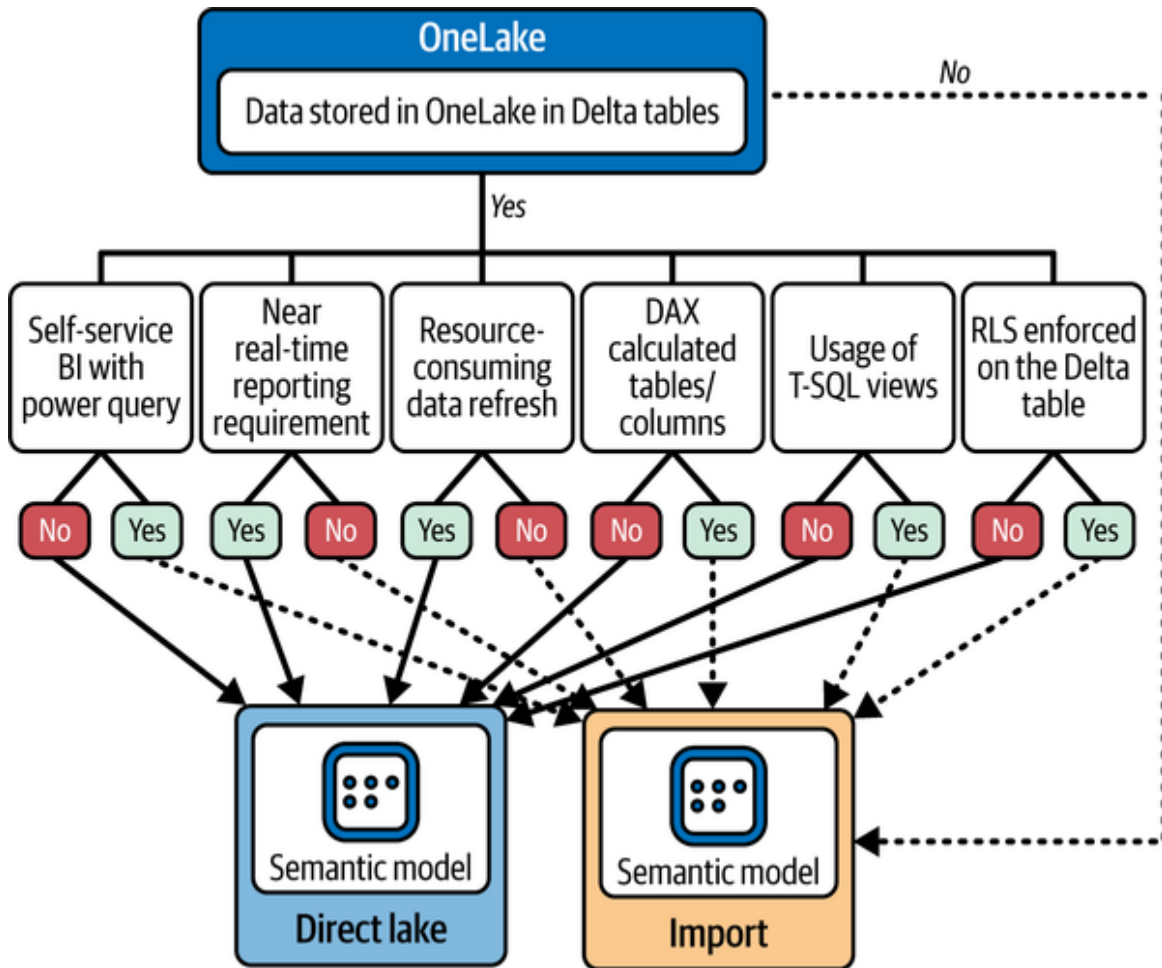 OneLake
Data stored in OneLake in Delta tables
No
Yes
Self-service
BI with
power query
Near
real-time
reporting
requirement
Resource-
consuming
data refresh
DAX
calculated
tables/
columns
Usage of
T-SQL views
RLS enforced
on the Delta
table
No
Yes
Yes
No
Yes
No
No
Yes
No
Yes
No
Yes
Semantic model
Direct lake
Semantic model
Import